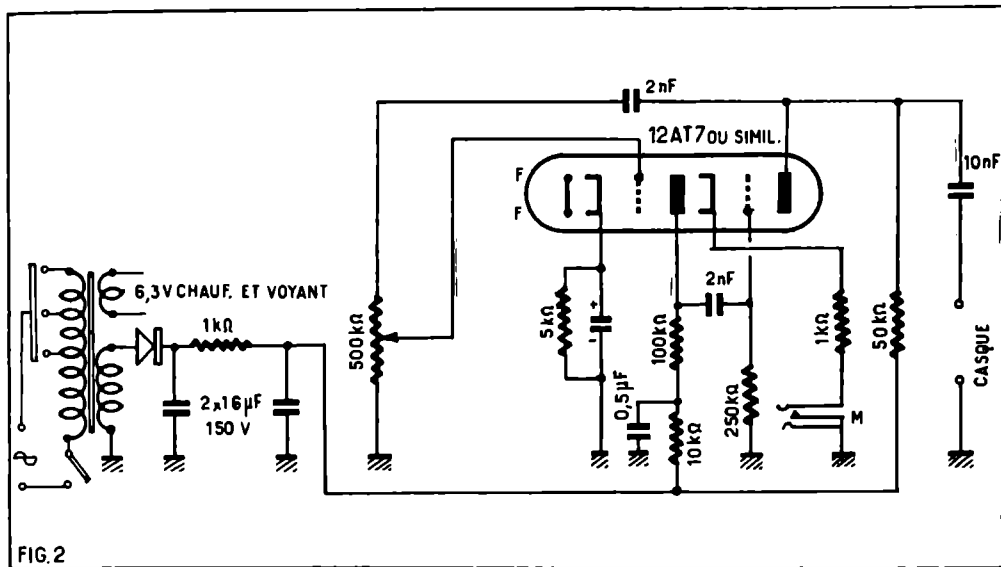 2nF
12AT7 OU SIMIL.
10nF
F
F
6,3V CHAUF. ET VOYANT
1kΩ
2x16µF
150 V
500kΩ
5kΩ
+
-
100kΩ
2nF
0,5µF
10kΩ
250kΩ
1kΩ
M
50kΩ
CASQUE
FIG.2